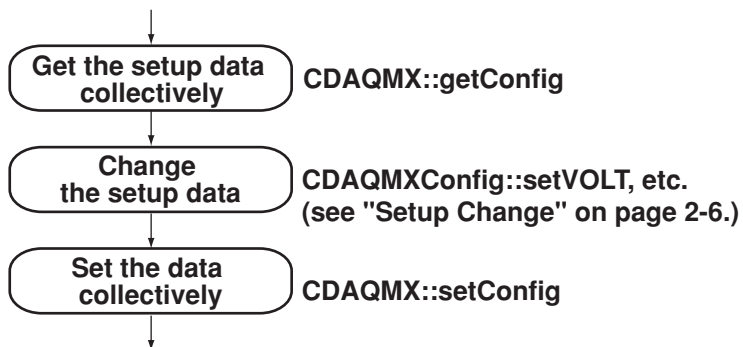 Get the setup data
collectively
CDAQMX::getConfig
Change
the setup data
CDAQMXConfig::setVOLT, etc.
(see "Setup Change" on page 2-6.)
Set the data
collectively
CDAQMX::setConfig